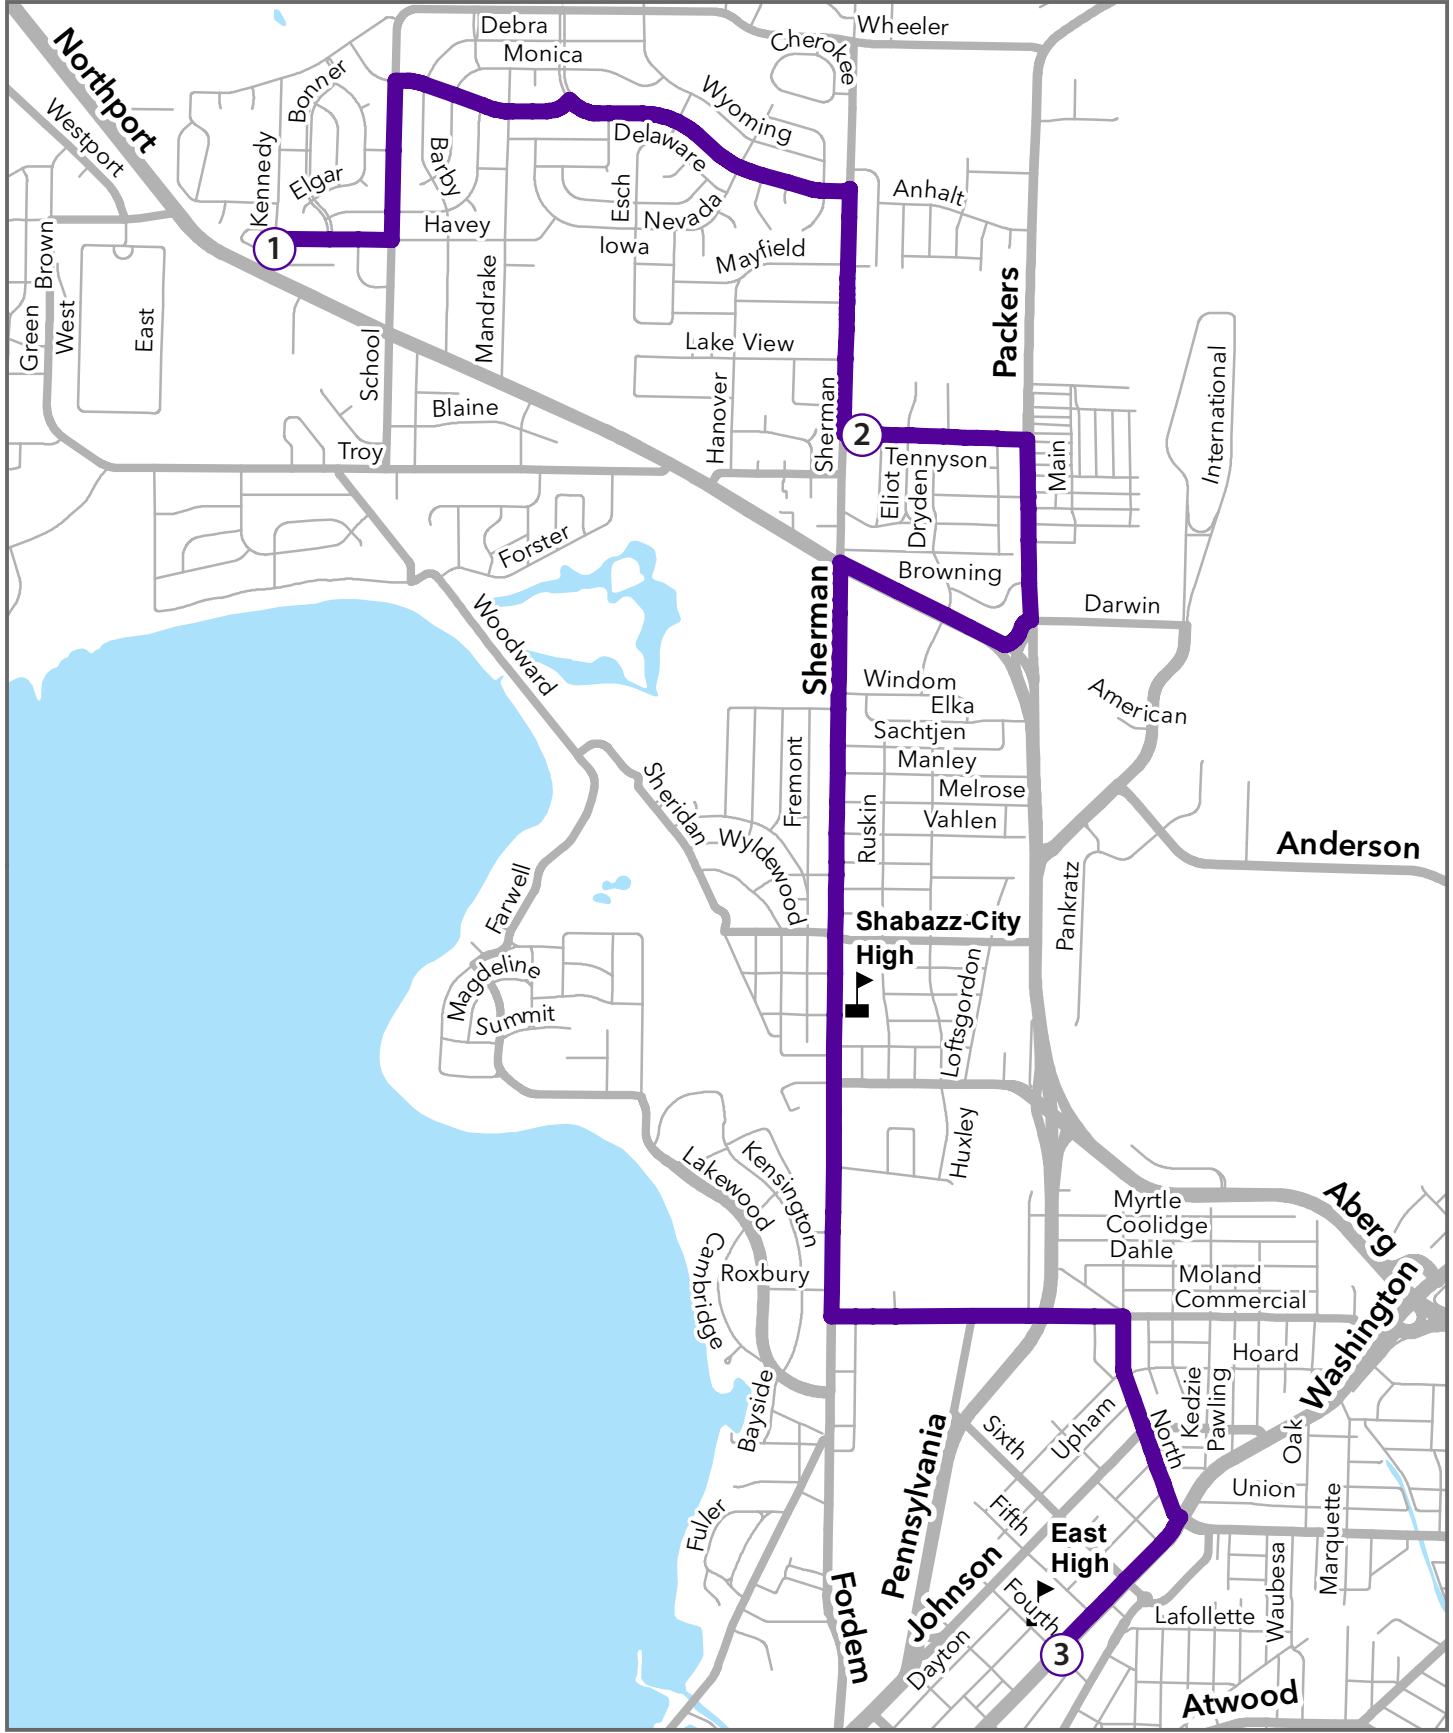 Debra
Wheeler
Cherokee
Monica
Northport
Bonner
Wyoming
Westport
Delaware
Kennedy
Elgar
Barby
Esch
Nevada
Anhalt
Havey
Iowa
Mayfield
1
Brown
Green
West
East
School
Mandrake
Lake View
Packers
International
Blaine
Hanover
Sherman
2
Troy
Tennyson
Main
Eliot
Dryden
Forster
Browning
Woodward
Sherman
Darwin
Windom
Elka
American
Sachtjen
Manley
Melrose
Vahlen
Fremont
Ruskin
Sheridan
Wyldewood
Anderson
Farwell
Pankratz
Shabazz-City
High
Magdeline
Summit
Loftsgordon
Huxley
Lakewood
Kensington
Myrtle
Coolidge
Dahle
Aberg
Cambridge
Roxbury
Moland
Commercial
Washington
Hoard
Bayside
Kedzie
Pawling
North
Upham
Sixth
Oak
Pennsylvania
Union
Marquette
Fuller
Fifth
East
High
Johnson
Fourth
Waubesa
Lafollette
3
Fordem
Dayton
Atwood